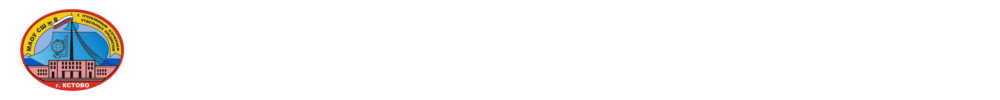 МАОУ СШ № 8
С УГЛУБЛЕННЫМ ИЗУЧЕНИЕМ
ОТДЕЛЬНЫХ ПРЕДМЕТОВ
г. КСТОВО